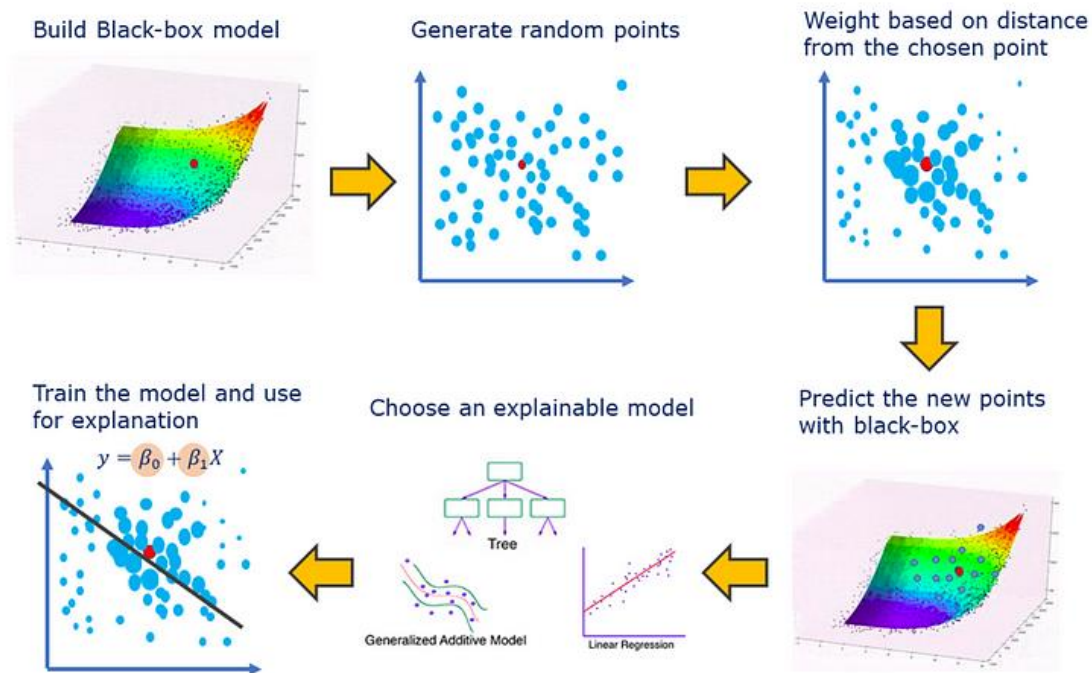 Build Black-box model
Generate random points
Weight based on distance
from the chosen point
Train the model and use
for explanation
y = β₀ + β₁X
Choose an explainable model
Tree
Generalized Additive Model
Linear Regression
Predict the new points
with black-box